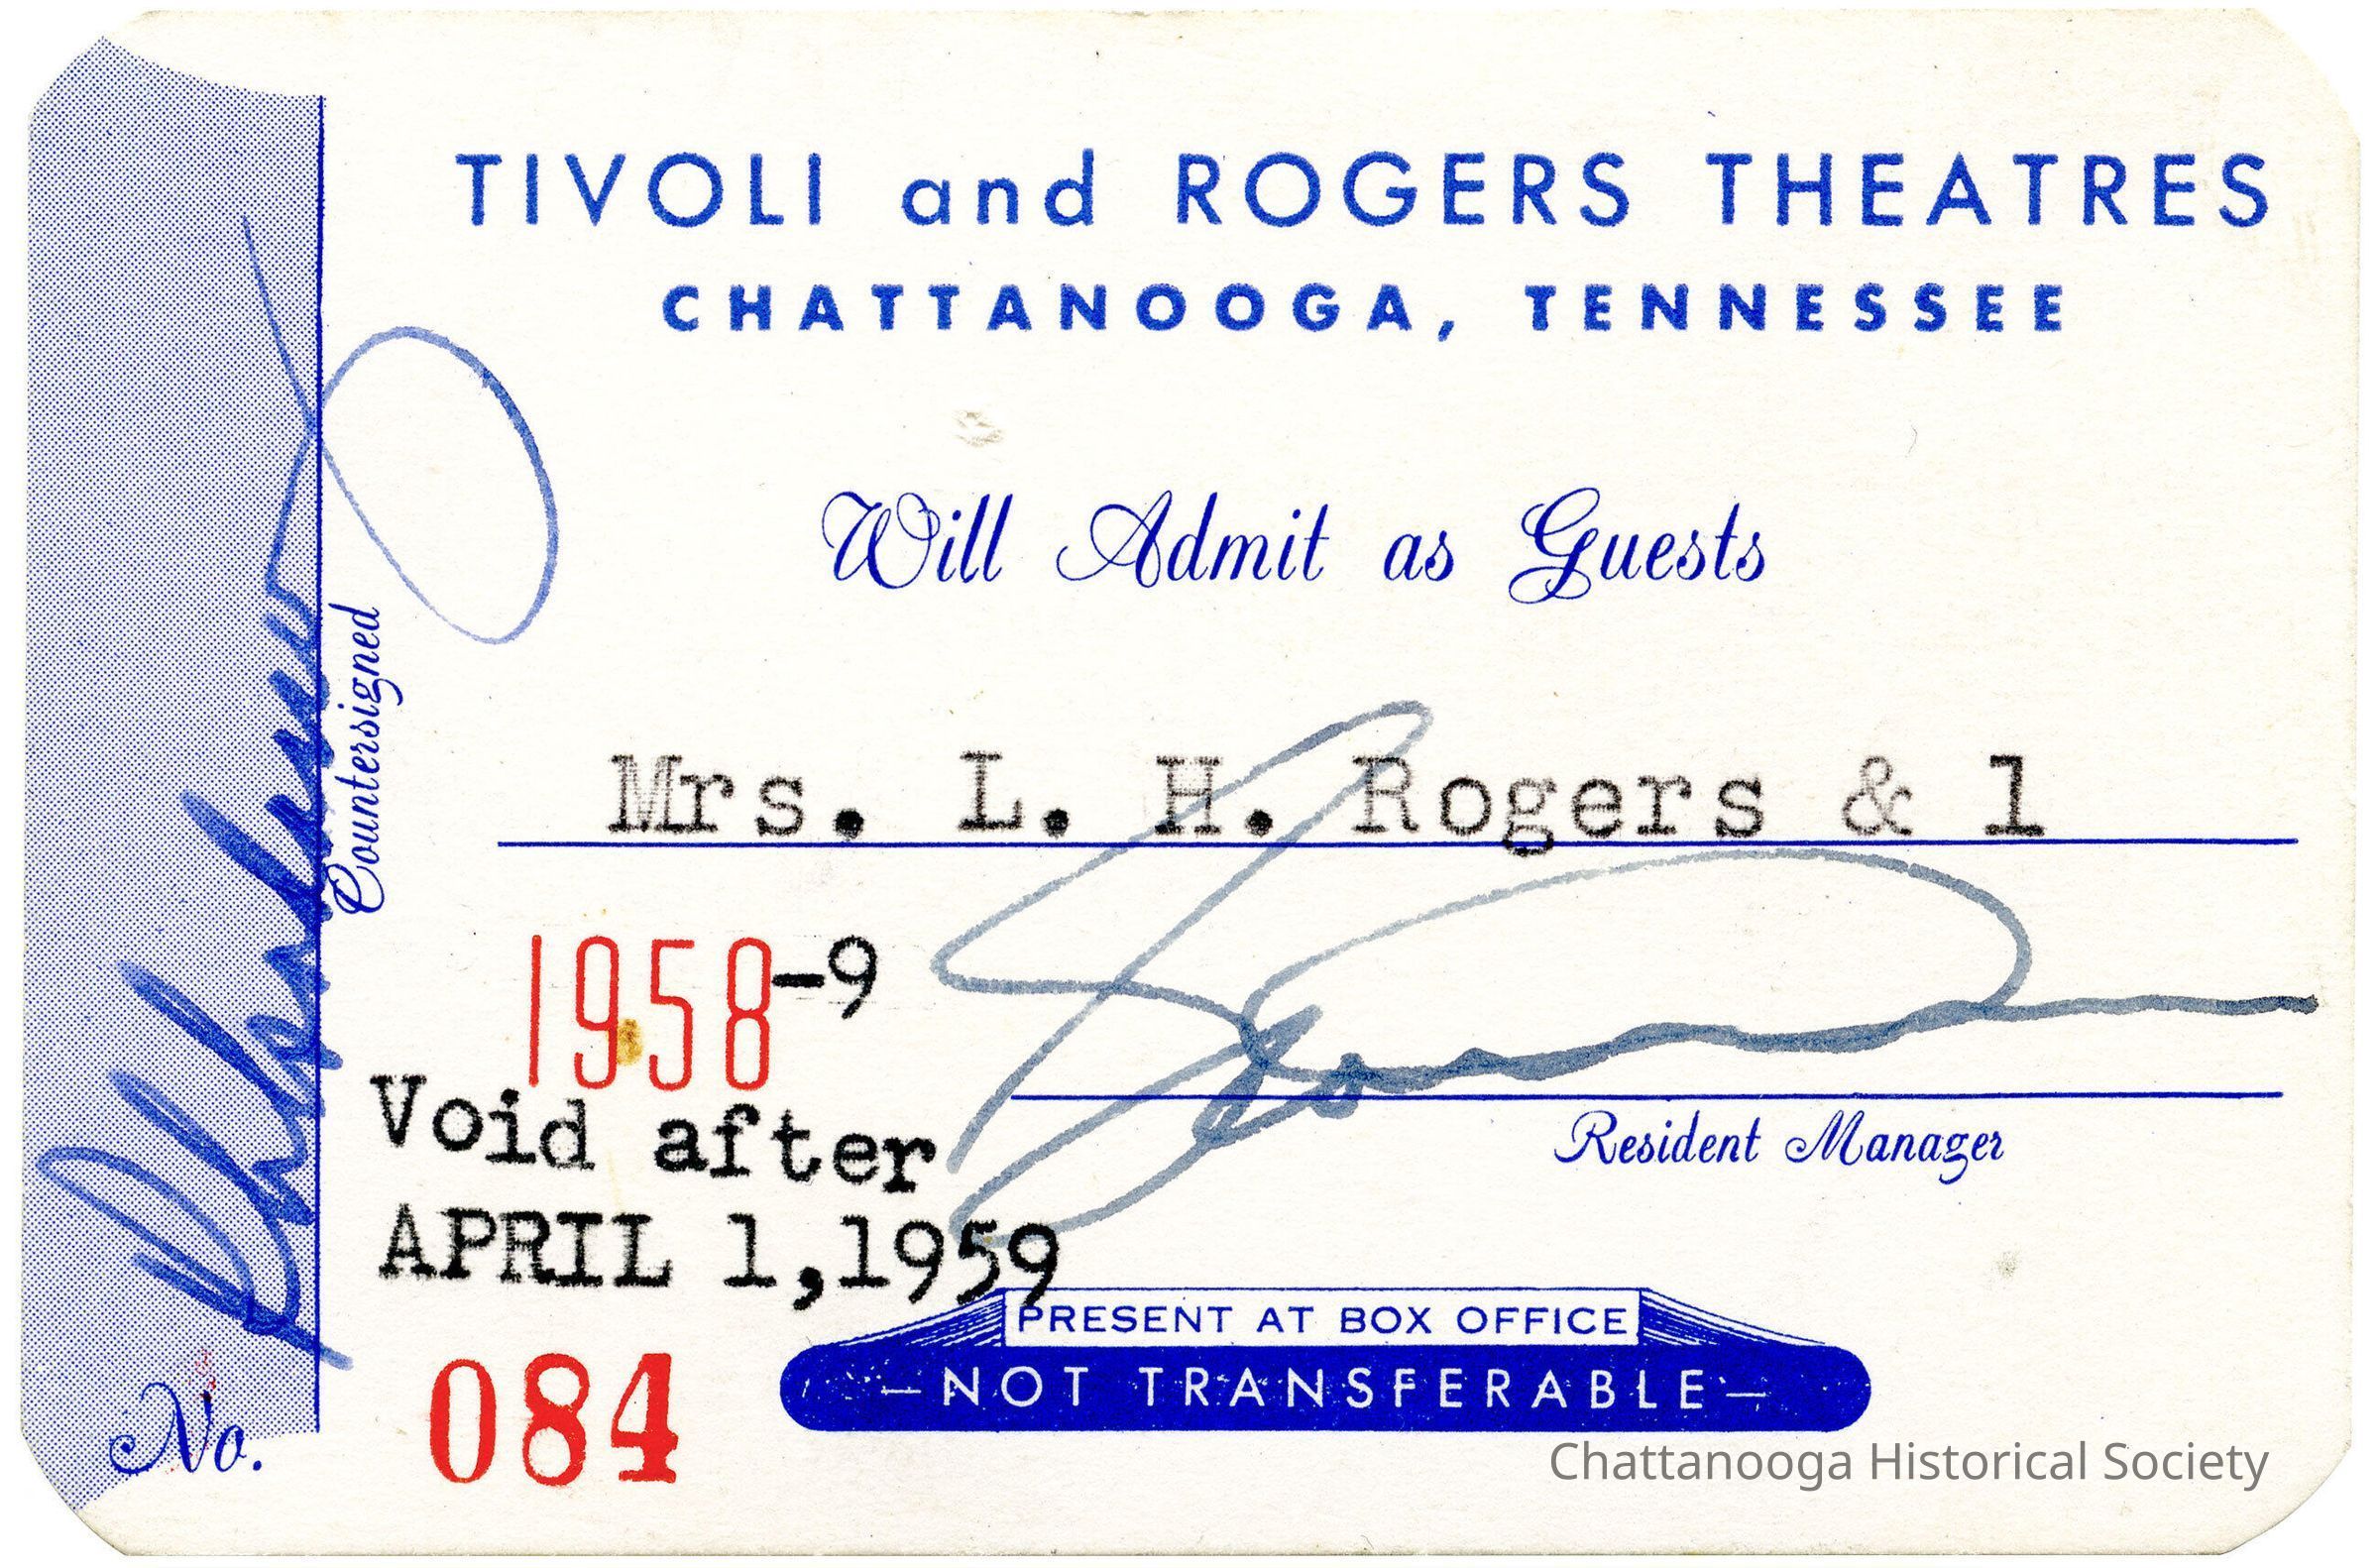 TIVOLI and ROGERS THEATRES
CHATTANOOGA, TENNESSEE
Will Admit as Guests
Mrs. L. H. Rogers & 1
Countersigned
1958-9
Void after
APRIL 1,1959
Resident Manager
PRESENT AT BOX OFFICE
—NOT TRANSFERABLE—
No. 084
Chattanooga Historical Society